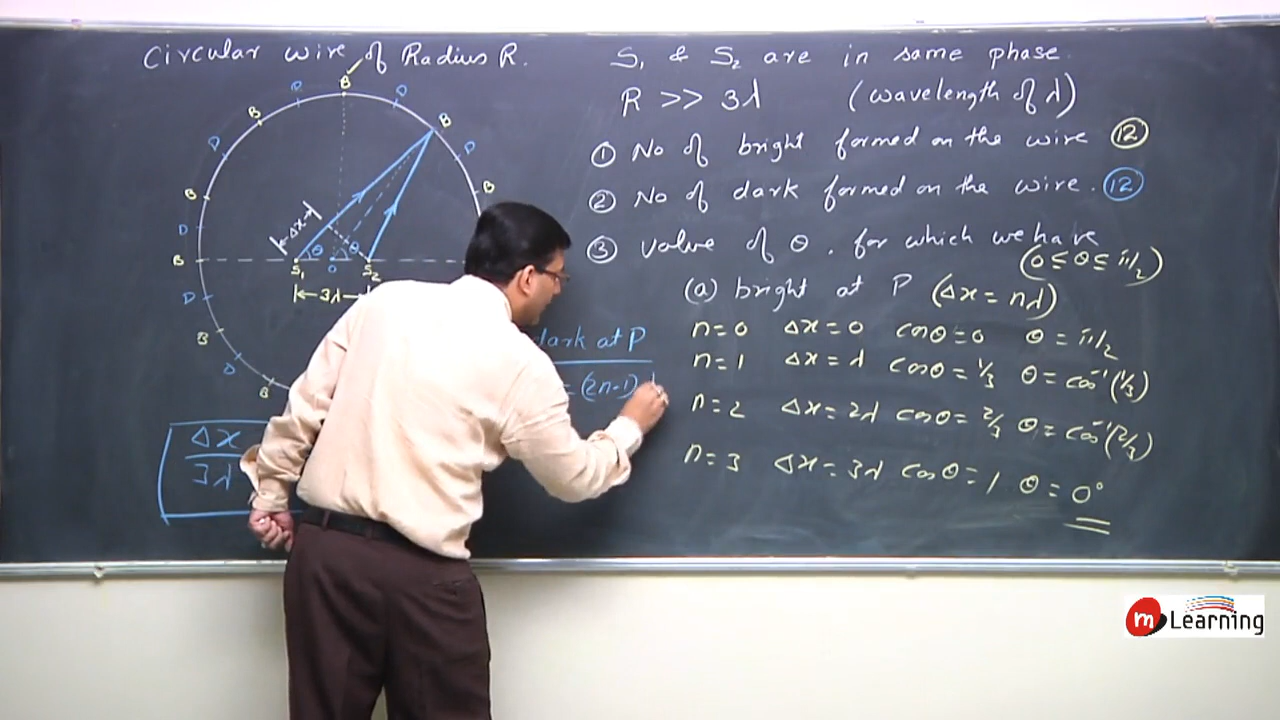 Circular wire of Radius R.
B
D
D
B
B
B
D
D
B
B
D
B
D
B
D
B
Δx
θ
θ
S₁
O
S₂
3λ
Δx
3λ
dark at P
= (2n-1)
S₁ & S₂ are in same phase.
R >> 3λ (wavelength of λ)
① No of bright formed on the wire ⑫
② No of dark formed on the wire. ⑫
③ Value of θ. for which we have
(0 ≤ θ ≤ π/2)
(a) bright at P (Δx = nλ)
n=0 Δx=0 cosθ=0 θ=π/2
n=1 Δx=λ cosθ=1/3 θ=cos⁻¹(1/3)
n=2 Δx=2λ cosθ=2/3 θ=cos⁻¹(2/3)
n=3 Δx=3λ cosθ=1 θ=0°
m Learning